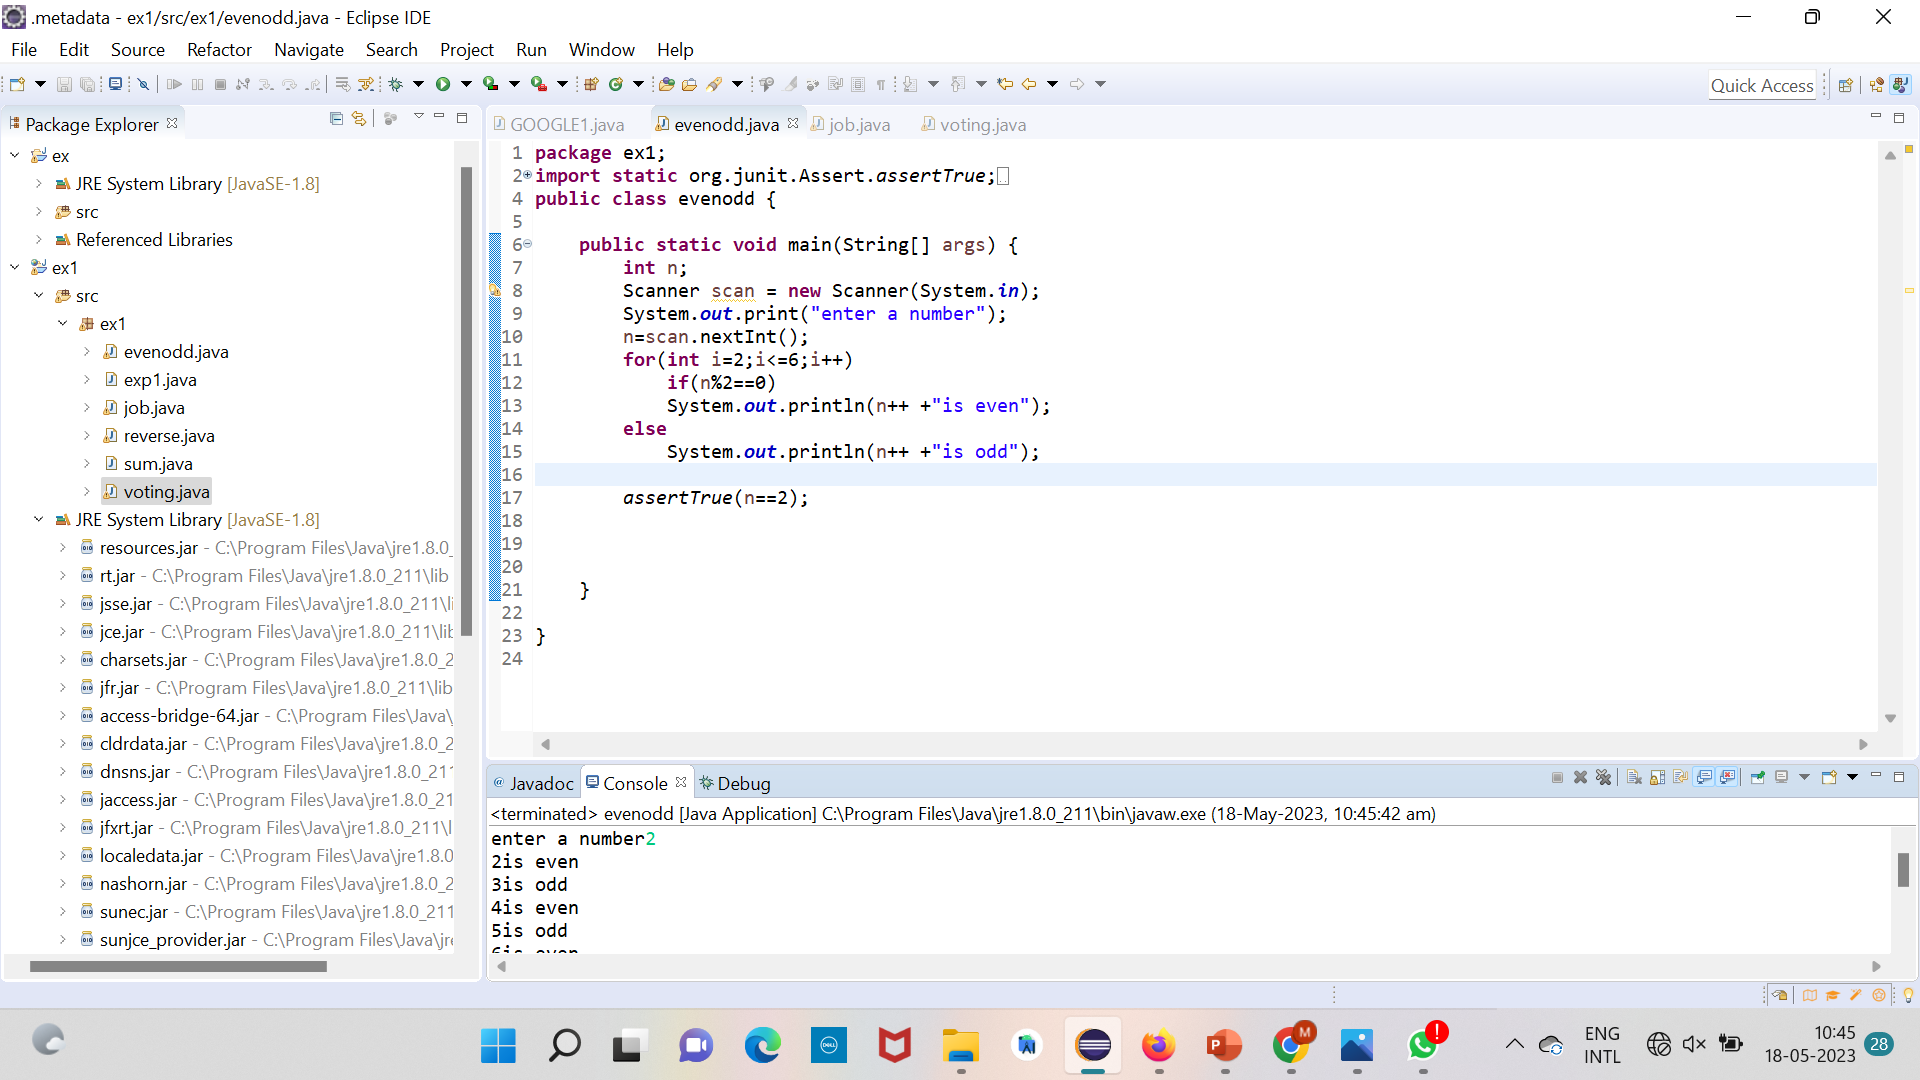 .metadata - ex1/src/ex1/evenodd.java - Eclipse IDE
File Edit Source Refactor Navigate Search Project Run Window Help
Quick Access
Package Explorer
ex
JRE System Library [JavaSE-1.8]
src
Referenced Libraries
ex1
src
ex1
evenodd.java
exp1.java
job.java
reverse.java
sum.java
voting.java
JRE System Library [JavaSE-1.8]
resources.jar - C:\Program Files\Java\jre1.8.0_
rt.jar - C:\Program Files\Java\jre1.8.0_211\lib
jsse.jar - C:\Program Files\Java\jre1.8.0_211\li
jce.jar - C:\Program Files\Java\jre1.8.0_211\lib
charsets.jar - C:\Program Files\Java\jre1.8.0_2
jfr.jar - C:\Program Files\Java\jre1.8.0_211\lib
access-bridge-64.jar - C:\Program Files\Java\
cldrdata.jar - C:\Program Files\Java\jre1.8.0_2
dnsns.jar - C:\Program Files\Java\jre1.8.0_21
jaccess.jar - C:\Program Files\Java\jre1.8.0_21
jfxrt.jar - C:\Program Files\Java\jre1.8.0_211\l
localedata.jar - C:\Program Files\Java\jre1.8.0
nashorn.jar - C:\Program Files\Java\jre1.8.0_2
sunec.jar - C:\Program Files\Java\jre1.8.0_211
sunjce_provider.jar - C:\Program Files\Java\jre
GOOGLE1.java evenodd.java job.java voting.java
1 package ex1;
2 import static org.junit.Assert.assertTrue;
4 public class evenodd {
5
6 public static void main(String[] args) {
7 int n;
8 Scanner scan = new Scanner(System.in);
9 System.out.print("enter a number");
10 n=scan.nextInt();
11 for(int i=2;i<=6;i++)
12 if(n%2==0)
13 System.out.println(n++ +"is even");
14 else
15 System.out.println(n++ +"is odd");
16
17 assertTrue(n==2);
18
19
20
21 }
22
23 }
24
@ Javadoc Console Debug
<terminated> evenodd [Java Application] C:\Program Files\Java\jre1.8.0_211\bin\javaw.exe (18-May-2023, 10:45:42 am)
enter a number2
2is even
3is odd
4is even
5is odd
6is even
DELL
M
ENG
INTL
10:45
18-05-2023
28